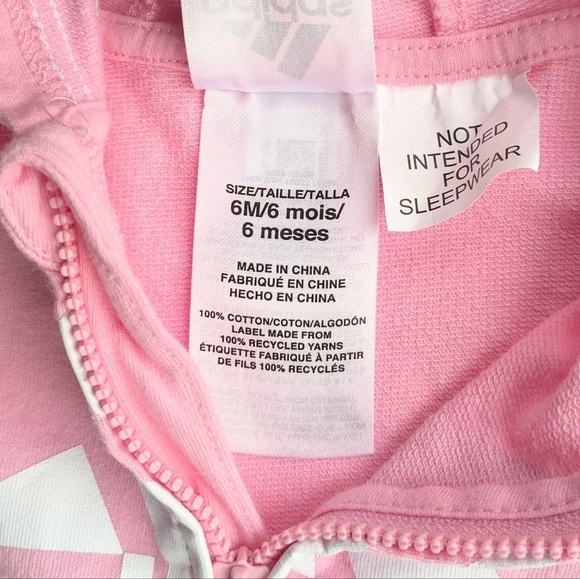 adidas
NOT
INTENDED
FOR
SLEEPWEAR
SIZE/TAILLE/TALLA
6M/6 mois/
6 meses
MADE IN CHINA
FABRIQUÉ EN CHINE
HECHO EN CHINA
100% COTTON/COTON/ALGODÓN
LABEL MADE FROM
100% RECYCLED YARNS
ÉTIQUETTE FABRIQUÉ À PARTIR
DE FILS 100% RECYCLÉS